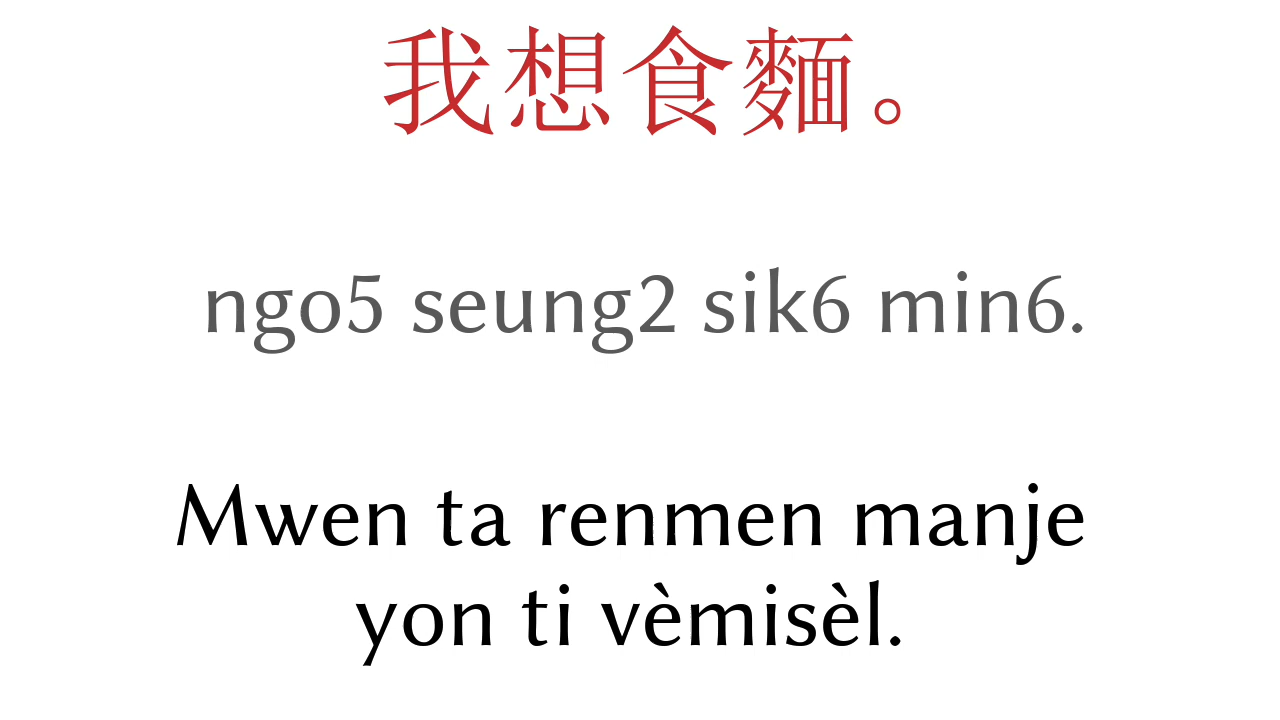 我想食麵。
ngo5 seung2 sik6 min6.
Mwen ta renmen manje
yon ti vèmisèl.